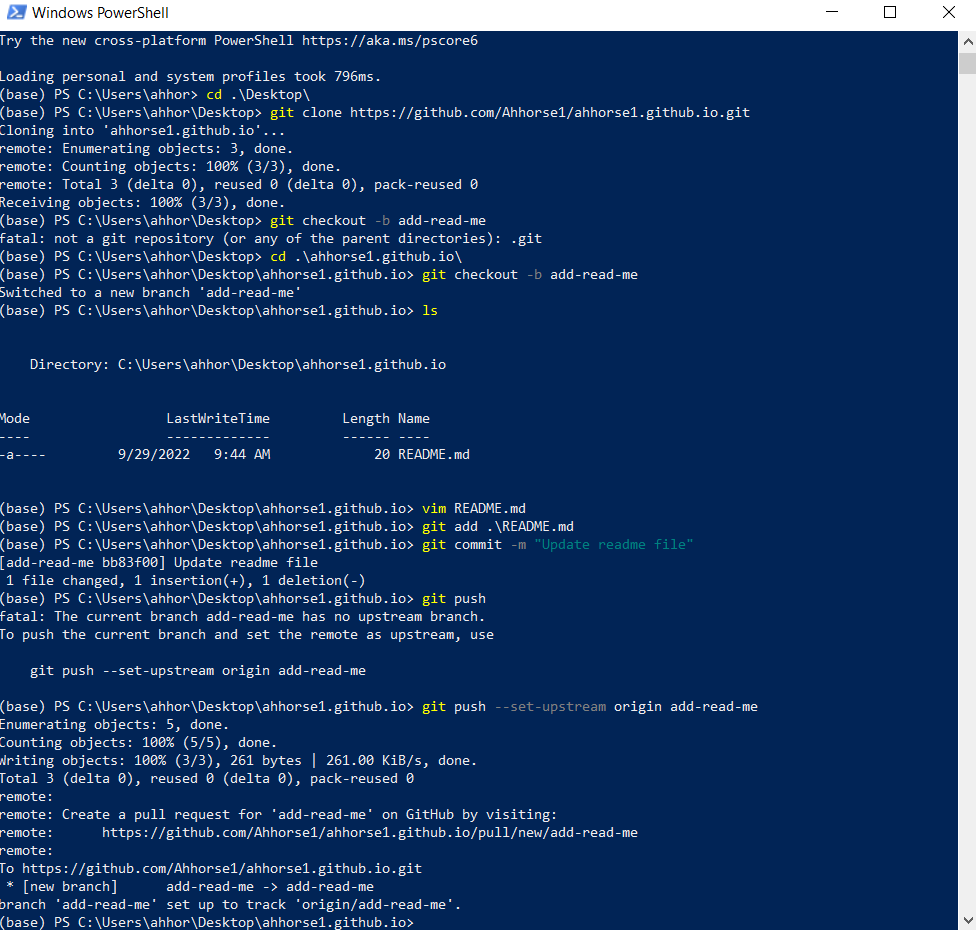 Windows PowerShell
Try the new cross-platform PowerShell https://aka.ms/pscore6
Loading personal and system profiles took 796ms.
(base) PS C:\Users\ahhor> cd .\Desktop\
(base) PS C:\Users\ahhor\Desktop> git clone https://github.com/Ahhorse1/ahhorse1.github.io.git
Cloning into 'ahhorse1.github.io'...
remote: Enumerating objects: 3, done.
remote: Counting objects: 100% (3/3), done.
remote: Total 3 (delta 0), reused 0 (delta 0), pack-reused 0
Receiving objects: 100% (3/3), done.
(base) PS C:\Users\ahhor\Desktop> git checkout -b add-read-me
fatal: not a git repository (or any of the parent directories): .git
(base) PS C:\Users\ahhor\Desktop> cd .\ahhorse1.github.io\
(base) PS C:\Users\ahhor\Desktop\ahhorse1.github.io> git checkout -b add-read-me
Switched to a new branch 'add-read-me'
(base) PS C:\Users\ahhor\Desktop\ahhorse1.github.io> ls
    Directory: C:\Users\ahhor\Desktop\ahhorse1.github.io
Mode                 LastWriteTime         Length Name
----                 -------------         ------ ----
-a----         9/29/2022   9:44 AM             20 README.md
(base) PS C:\Users\ahhor\Desktop\ahhorse1.github.io> vim README.md
(base) PS C:\Users\ahhor\Desktop\ahhorse1.github.io> git add .\README.md
(base) PS C:\Users\ahhor\Desktop\ahhorse1.github.io> git commit -m "Update readme file"
[add-read-me bb83f00] Update readme file
 1 file changed, 1 insertion(+), 1 deletion(-)
(base) PS C:\Users\ahhor\Desktop\ahhorse1.github.io> git push
fatal: The current branch add-read-me has no upstream branch.
To push the current branch and set the remote as upstream, use
    git push --set-upstream origin add-read-me
(base) PS C:\Users\ahhor\Desktop\ahhorse1.github.io> git push --set-upstream origin add-read-me
Enumerating objects: 5, done.
Counting objects: 100% (5/5), done.
Writing objects: 100% (3/3), 261 bytes | 261.00 KiB/s, done.
Total 3 (delta 0), reused 0 (delta 0), pack-reused 0
remote:
remote: Create a pull request for 'add-read-me' on GitHub by visiting:
remote:      https://github.com/Ahhorse1/ahhorse1.github.io/pull/new/add-read-me
remote:
To https://github.com/Ahhorse1/ahhorse1.github.io.git
 * [new branch]      add-read-me -> add-read-me
branch 'add-read-me' set up to track 'origin/add-read-me'.
(base) PS C:\Users\ahhor\Desktop\ahhorse1.github.io>